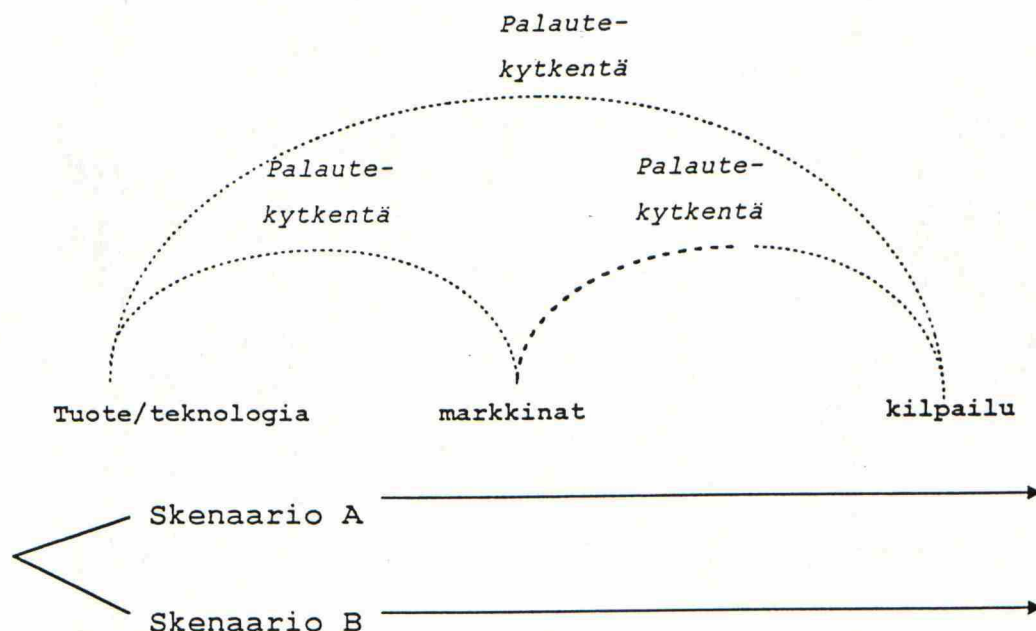 Palaute-
kytkentä
Palaute-
kytkentä
Palaute-
kytkentä
Tuote/teknologia markkinat kilpailu
Skenaario A
Skenaario B